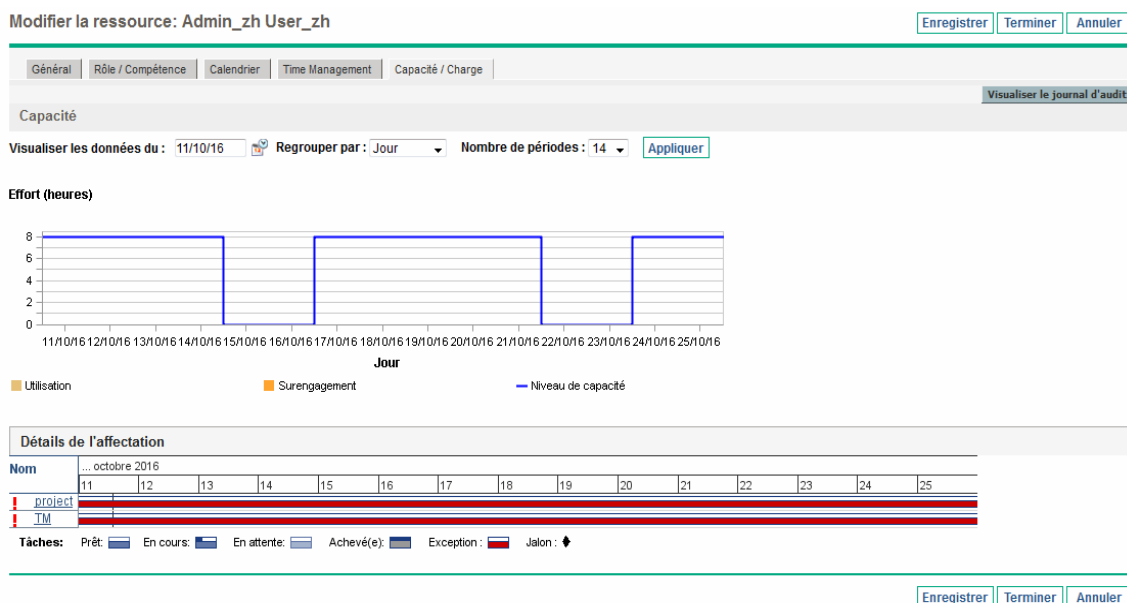 Modifier la ressource: Admin_zh User_zh
Enregistrer Terminer Annuler
Général Rôle / Compétence Calendrier Time Management Capacité / Charge
Visualiser le journal d'audit
Capacité
Visualiser les données du : 11/10/16 Regrouper par : Jour Nombre de périodes : 14 Appliquer
Effort (heures)
8
6
4
2
0
11/10/16 12/10/16 13/10/16 14/10/16 15/10/16 16/10/16 17/10/16 18/10/16 19/10/16 20/10/16 21/10/16 22/10/16 23/10/16 24/10/16 25/10/16
Jour
Utilisation Surengagement Niveau de capacité
Détails de l'affectation
Nom ... octobre 2016
11 12 13 14 15 16 17 18 19 20 21 22 23 24 25
project
TM
Tâches: Prêt: En cours: En attente: Achevé(e): Exception : Jalon :
Enregistrer Terminer Annuler